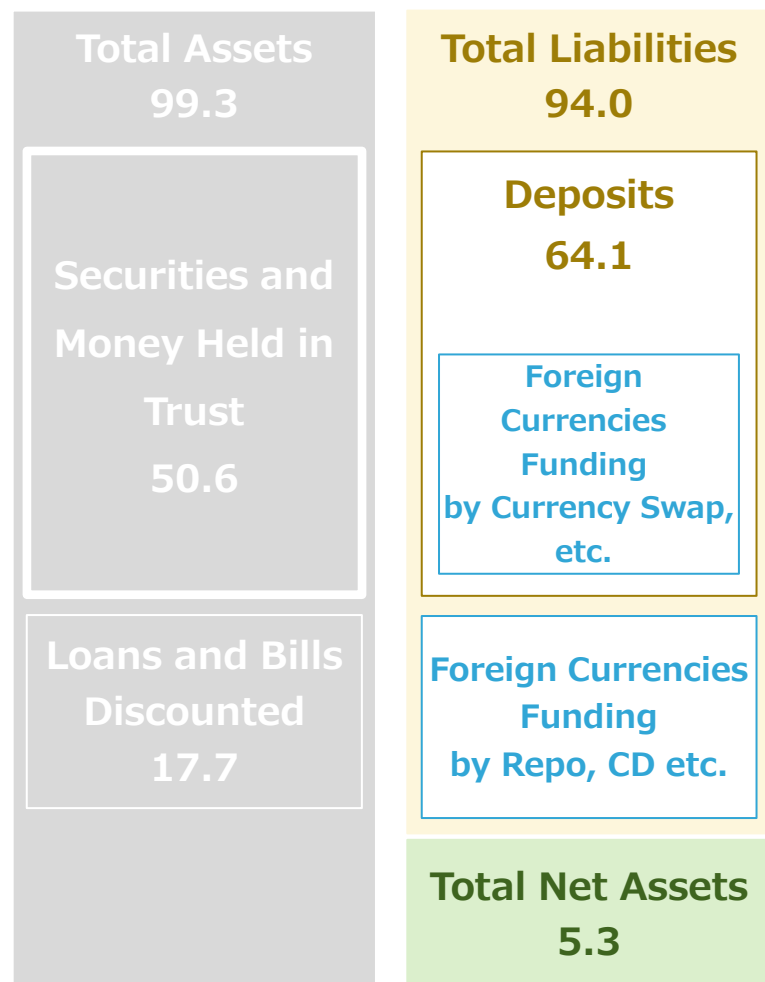 Total Assets
99.3
Securities and
Money Held in
Trust
50.6
Loans and Bills
Discounted
17.7
Total Liabilities
94.0
Deposits
64.1
Foreign
Currencies
Funding
by Currency Swap,
etc.
Foreign Currencies
Funding
by Repo, CD etc.
Total Net Assets
5.3